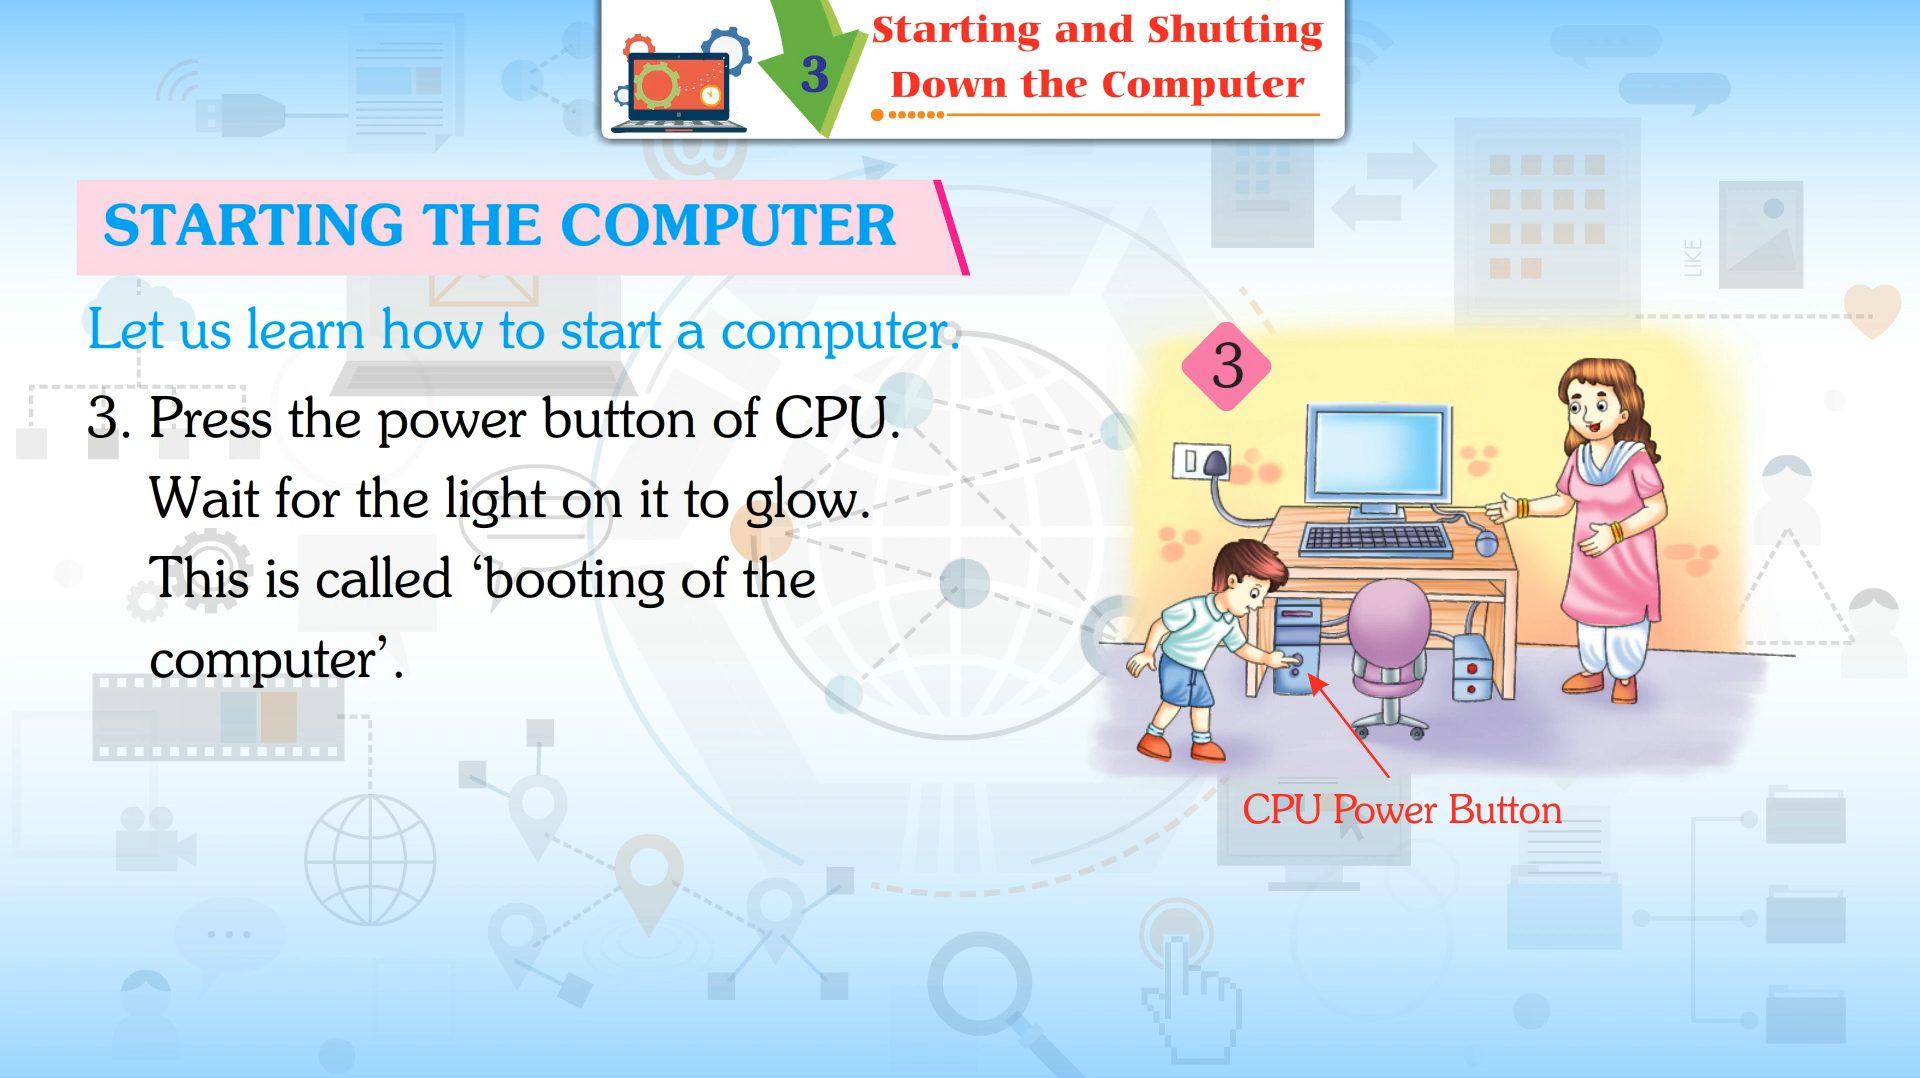 3
Starting and Shutting
Down the Computer
STARTING THE COMPUTER
Let us learn how to start a computer.
3. Press the power button of CPU.
Wait for the light on it to glow.
This is called ‘booting of the
computer’.
3
CPU Power Button
LIKE
@